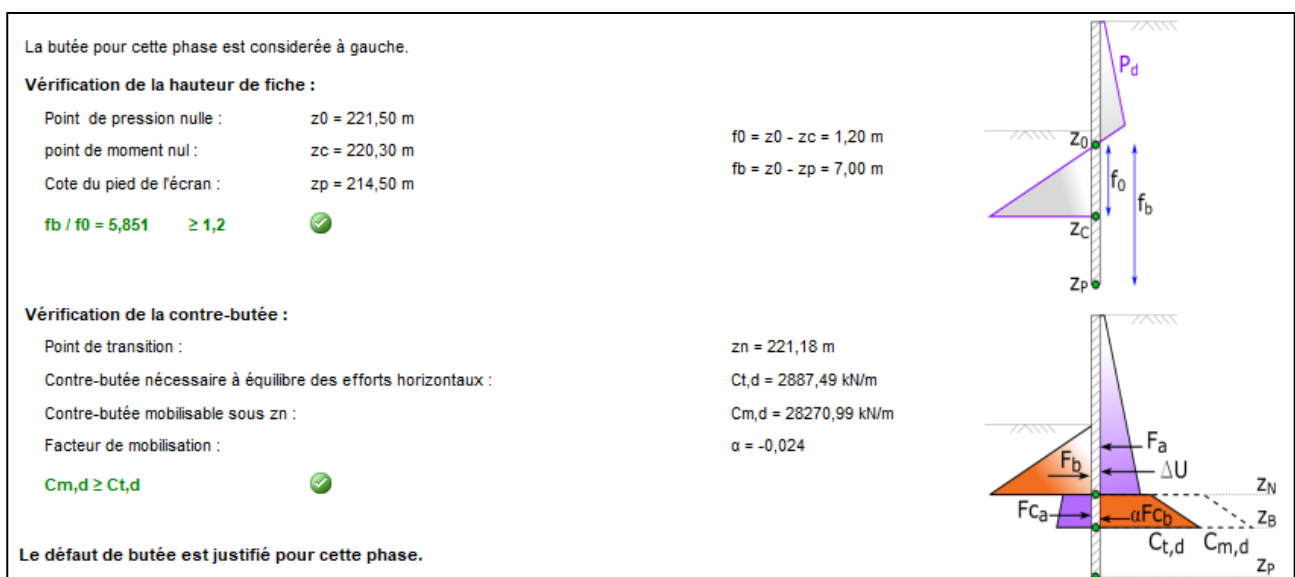 La butée pour cette phase est considerée à gauche.
Vérification de la hauteur de fiche :
Point de pression nulle : z0 = 221,50 m
point de moment nul : zc = 220,30 m
Cote du pied de l'écran : zp = 214,50 m
f0 = z0 - zc = 1,20 m
fb = z0 - zp = 7,00 m
fb / f0 = 5,851 ≥ 1,2
Pd
z0
f0
fb
zC
zP
Vérification de la contre-butée :
Point de transition : zn = 221,18 m
Contre-butée nécessaire à équilibre des efforts horizontaux : Ct,d = 2887,49 kN/m
Contre-butée mobilisable sous zn : Cm,d = 28270,99 kN/m
Facteur de mobilisation : α = -0,024
Cm,d ≥ Ct,d
Fa
Fb
ΔU
zN
Fca
αFcb
zB
Ct,d Cm,d
zP
Le défaut de butée est justifié pour cette phase.